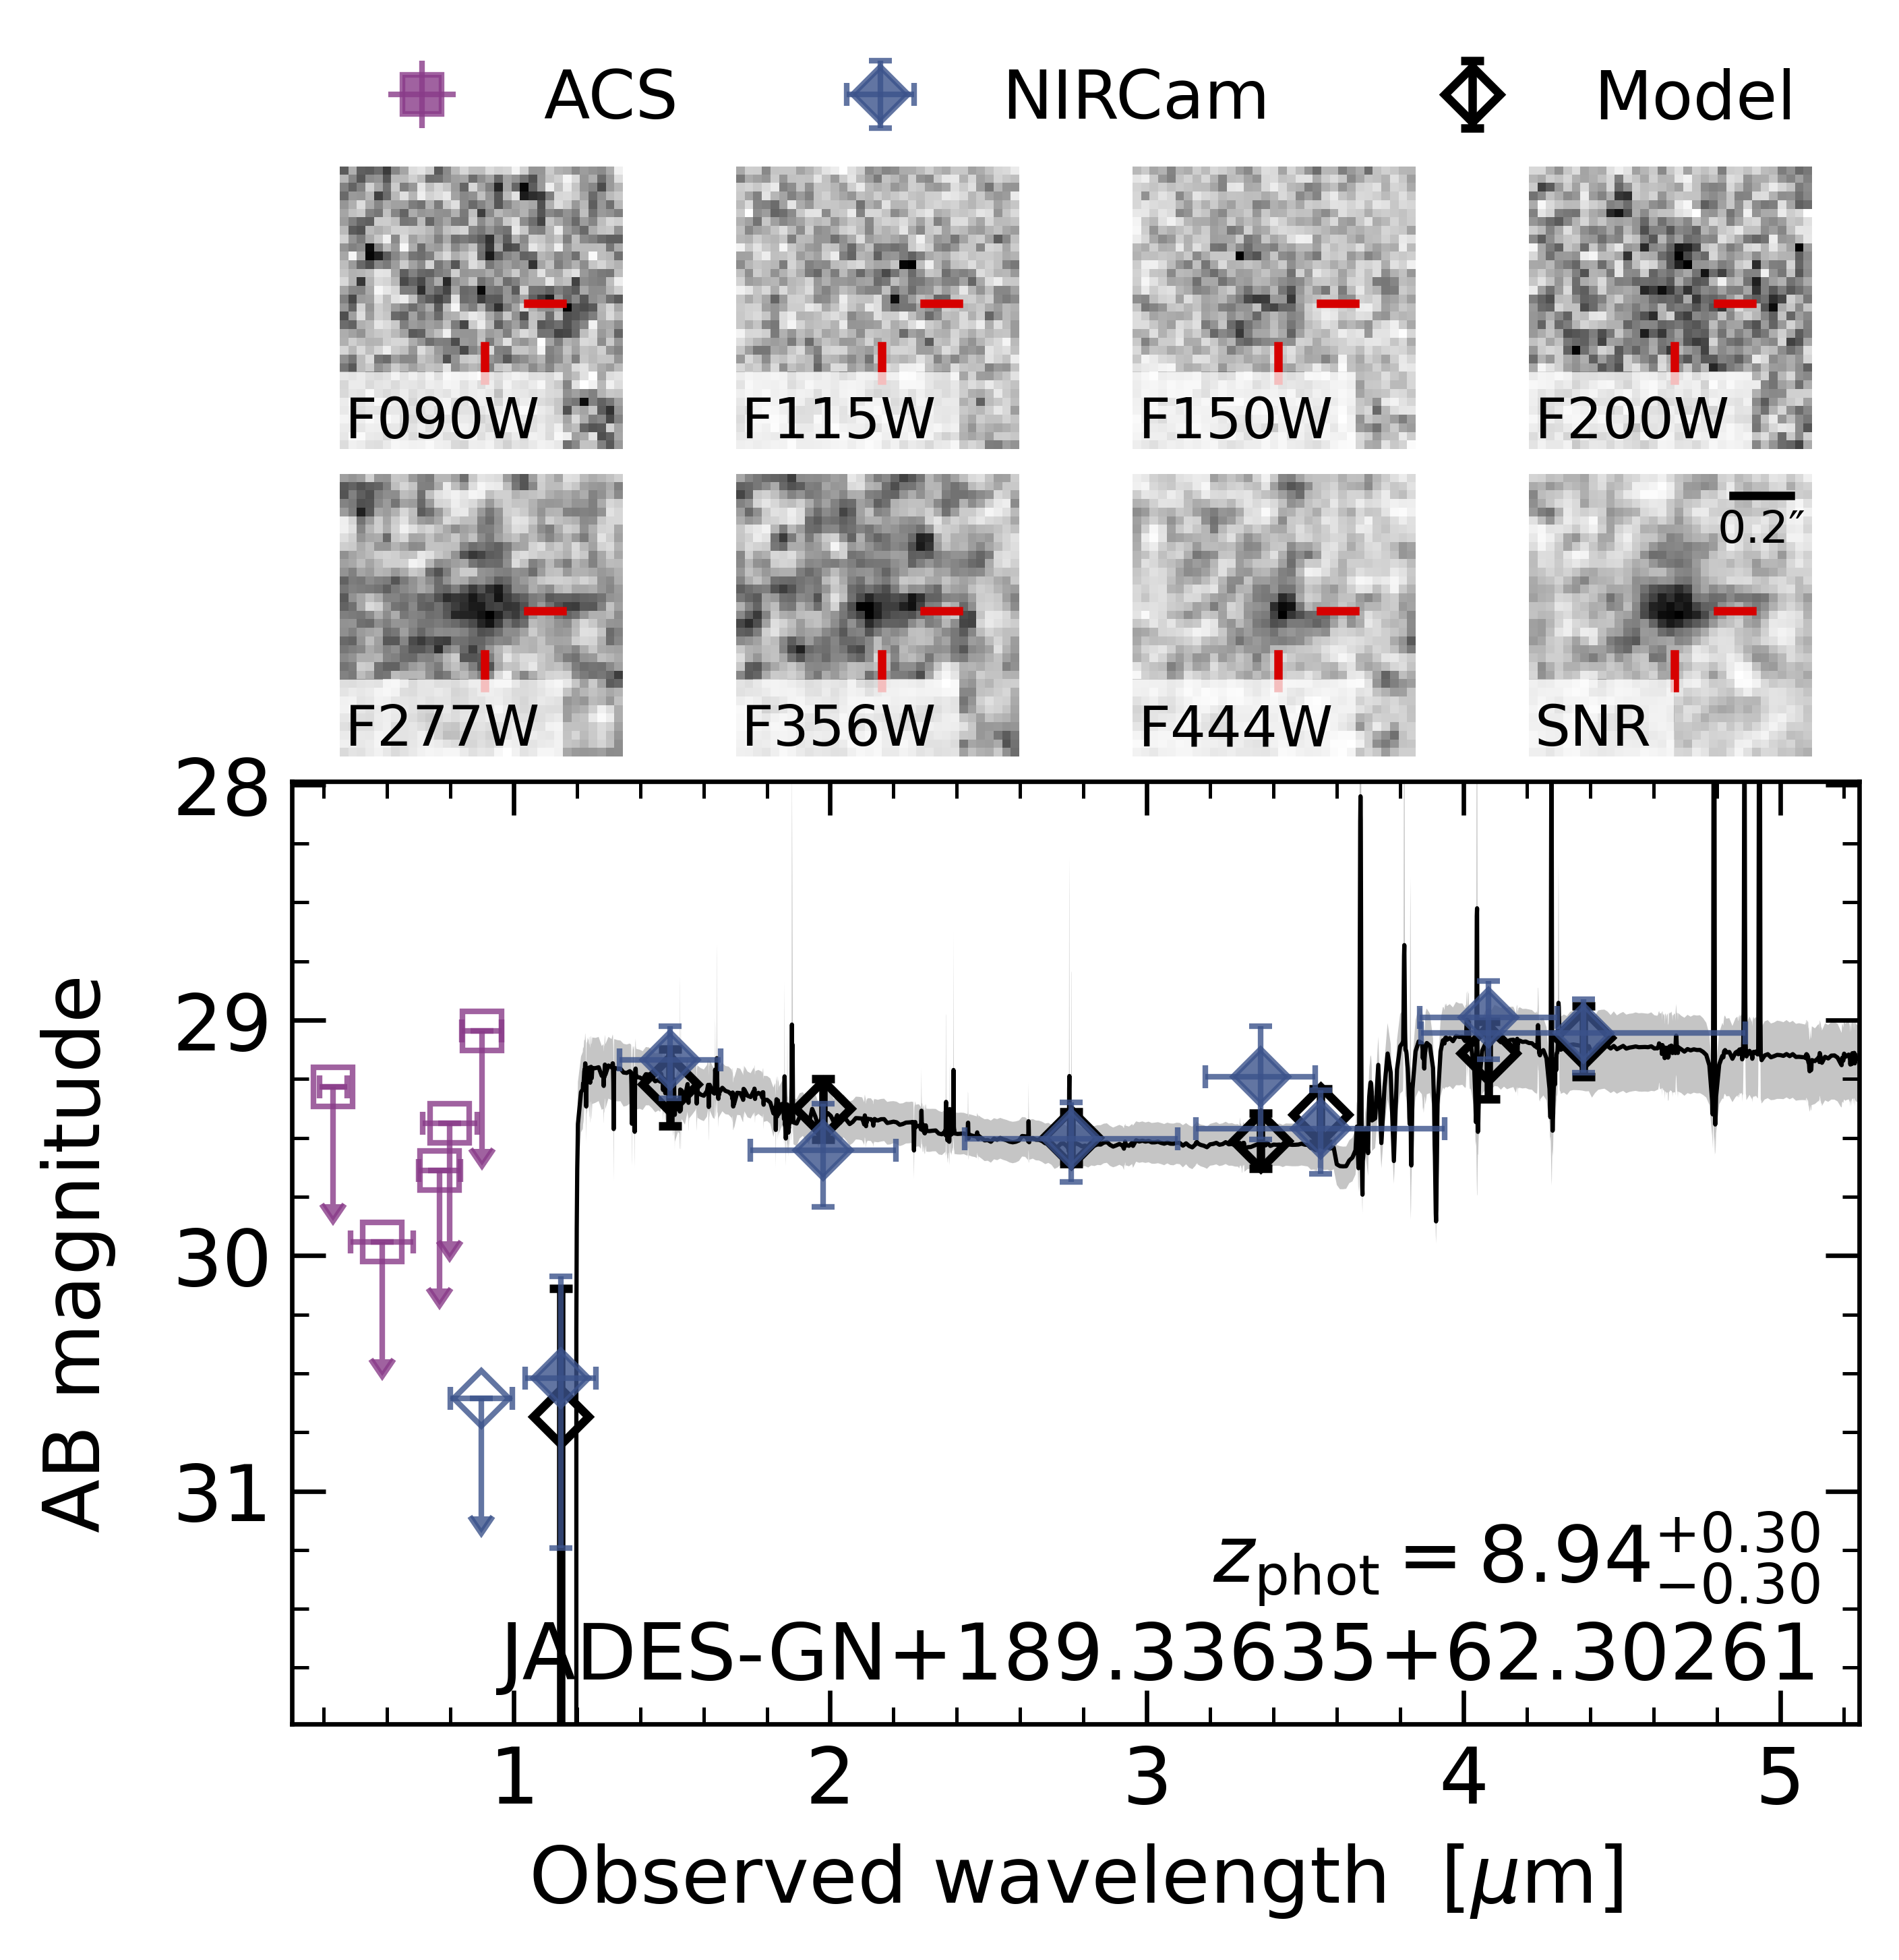 ACS NIRCam Model
F090W F115W F150W F200W
0.2″
F277W F356W F444W SNR
28
29
30
31
AB magnitude
z_phot = 8.94 +0.30 −0.30
JADES-GN+189.33635+62.30261
1 2 3 4 5
Observed wavelength [μm]